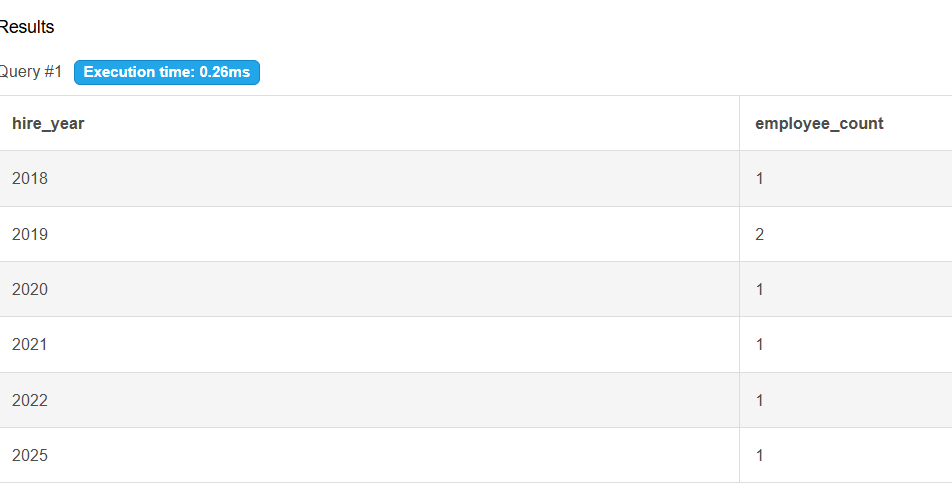 Results
Query #1 Execution time: 0.26ms
hire_year employee_count
2018 1
2019 2
2020 1
2021 1
2022 1
2025 1